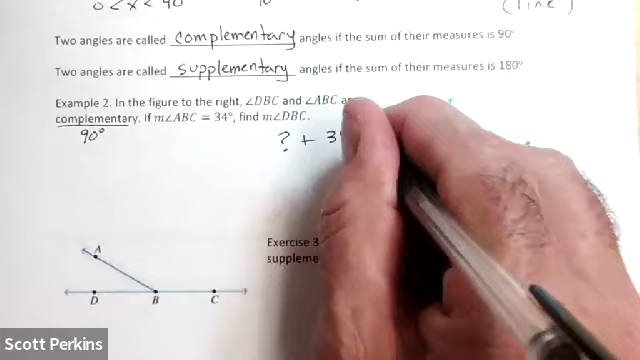 0 < x < 90
(line)
Two angles are called complementary angles if the sum of their measures is 90°
Two angles are called supplementary angles if the sum of their measures is 180°
Example 2. In the figure to the right, ∠DBC and ∠ABC
complementary. If m∠ABC = 34°, find m∠DBC.
90°
? + 3
Exercise 3
suppleme
A
D B C
Scott Perkins